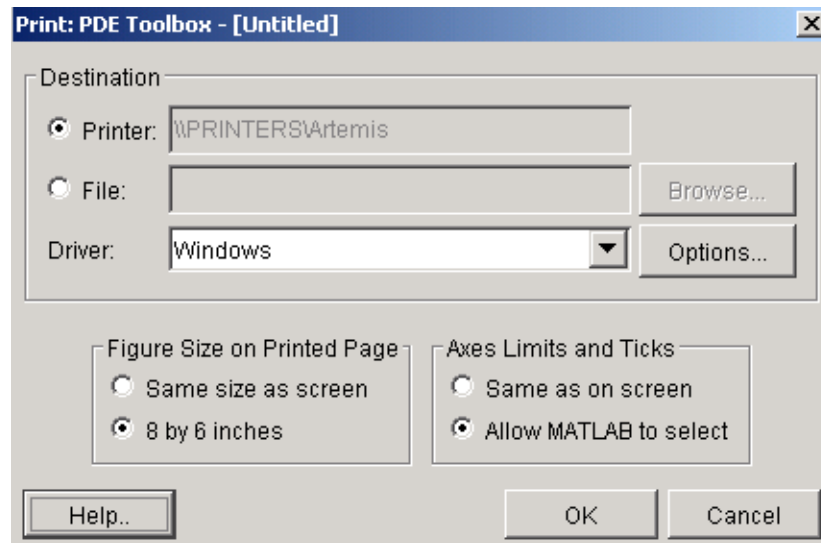 Print: PDE Toolbox - [Untitled]
Destination
Printer: \\PRINTERS\Artemis
File: Browse...
Driver: Windows Options...
Figure Size on Printed Page Axes Limits and Ticks
Same size as screen Same as on screen
8 by 6 inches Allow MATLAB to select
Help.. OK Cancel